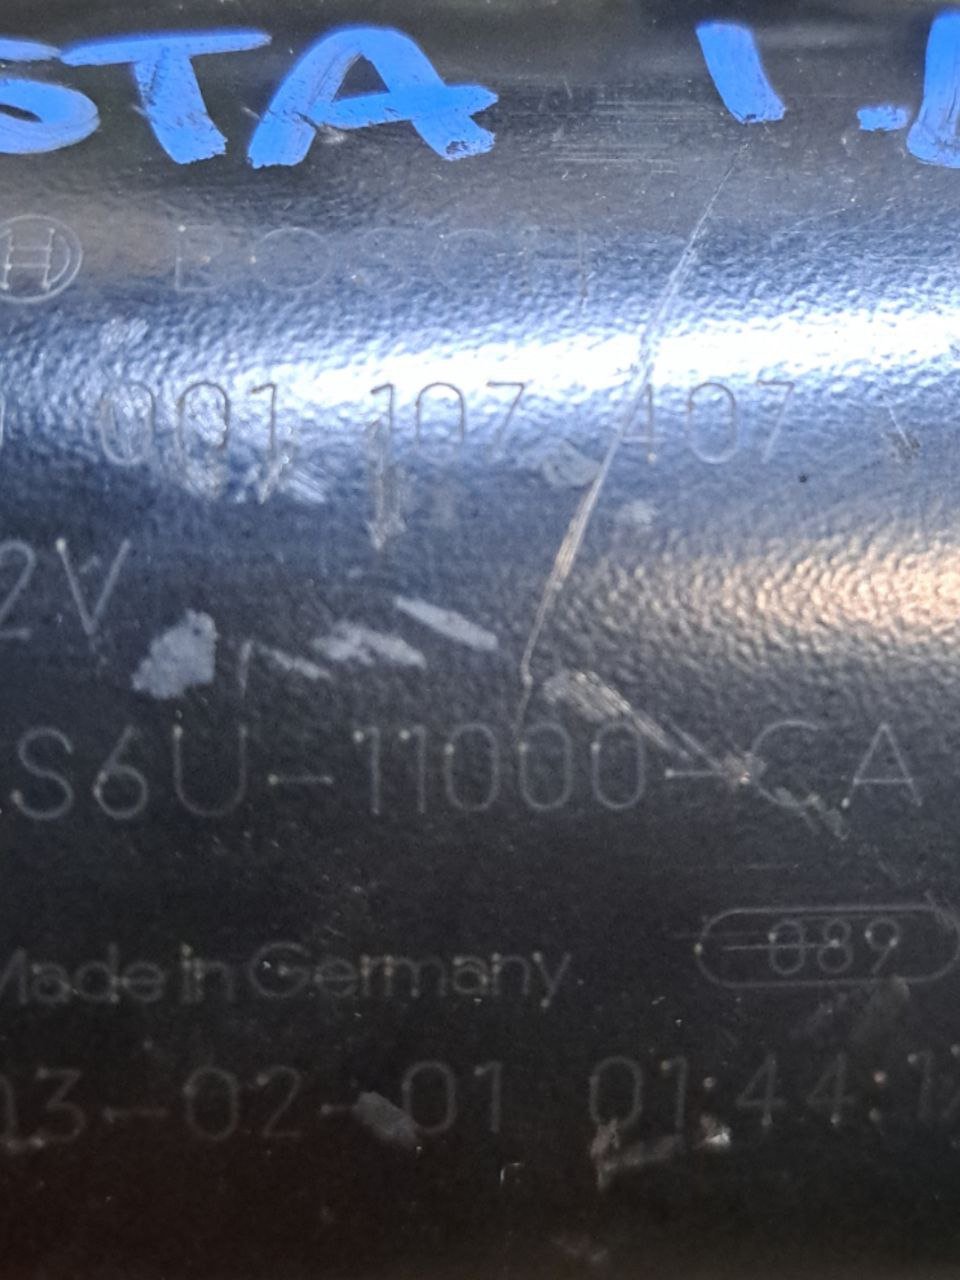 STA 1.
BOSCH
001 107 407
2V
S6U-11000-CA
Made in Germany
089
13-02-01 01:44:1